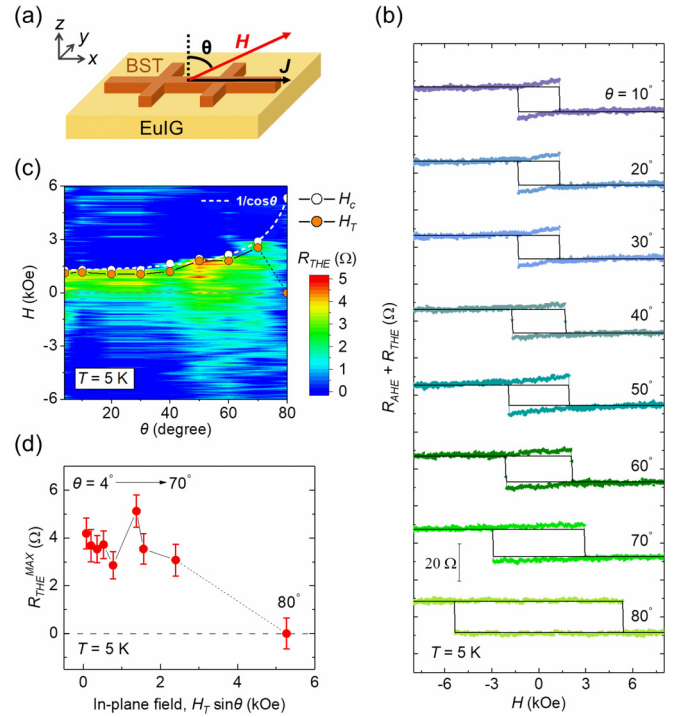 (a)
z
y
x
θ
H
BST
J
EuIG
(b)
θ = 10°
20°
30°
40°
50°
60°
70°
20 Ω
80°
T = 5 K
R_AHE + R_THE (Ω)
-6 -3 0 3 6
H (kOe)
(c)
1/cosθ
H_c
H_T
R_THE (Ω)
5
4
3
2
1
0
6
3
0
-3
-6
H (kOe)
T = 5 K
20 40 60 80
θ (degree)
(d)
θ = 4° 70°
80°
6
4
2
0
R_THE^MAX (Ω)
T = 5 K
0 2 4 6
In-plane field, H_T sinθ (kOe)